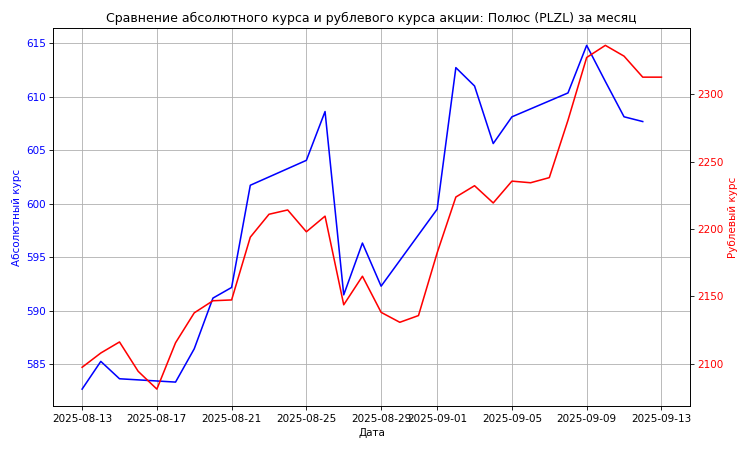 Сравнение абсолютного курса и рублевого курса акции: Полюс (PLZL) за месяц
615
610
605
600
595
590
585
Абсолютный курс
2300
2250
2200
2150
2100
Рублевый курс
2025-08-13 2025-08-17 2025-08-21 2025-08-25 2025-08-29 2025-09-01 2025-09-05 2025-09-09 2025-09-13
Дата